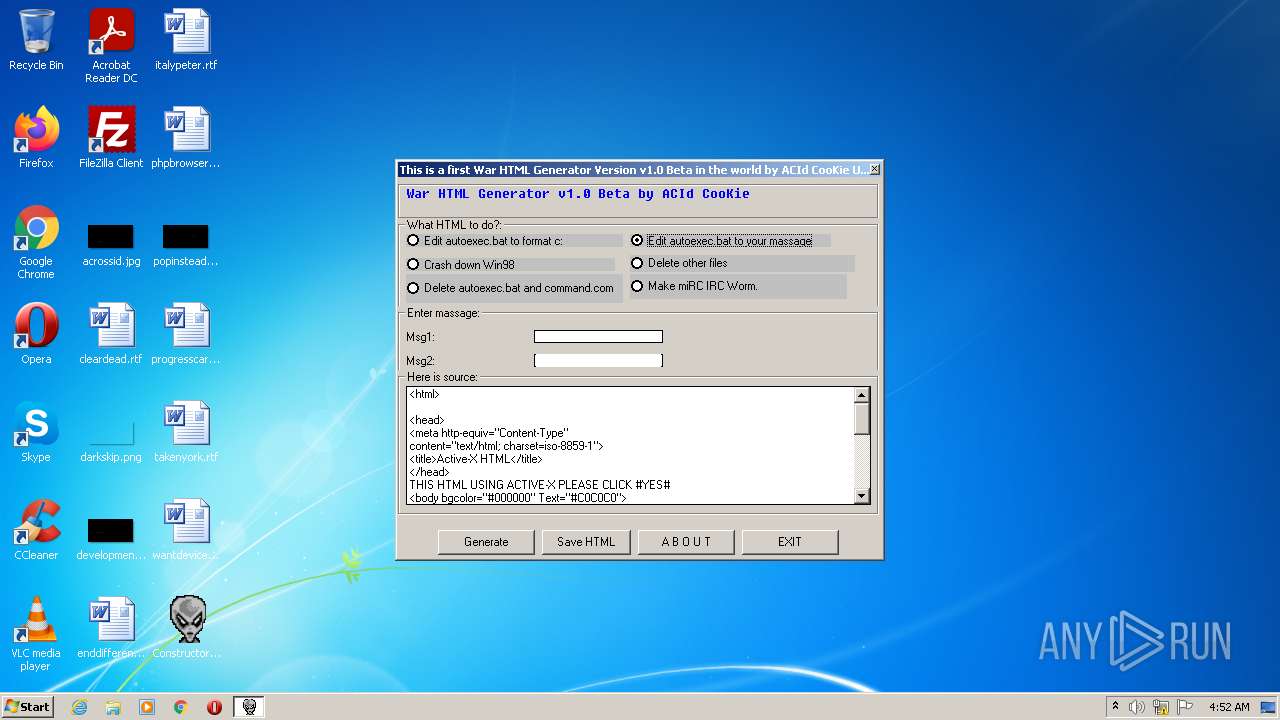 Recycle Bin
Acrobat
Reader DC
italypeter.rtf
Firefox
FileZilla Client
phpbrowser...
Google
Chrome
acrossid.jpg
popinstead...
Opera
cleardead.rtf
progresscar...
Skype
darkskip.png
takenyork.rtf
CCleaner
developmen...
wantdevice...
VLC media
player
enddifferen...
Constructor...
This is a first War HTML Generator Version v1.0 Beta in the world by ACId CooKie U...
War HTML Generator v1.0 Beta by ACId CooKie
What HTML to do?:
Edit autoexec.bat to format c:
Edit autoexec.bat to your massage
Crash down Win98
Delete other files
Delete autoexec.bat and command.com
Make miRC IRC Worm.
Enter massage:
Msg1:
Msg2:
Here is source:
<html>
<head>
<meta http-equiv="Content-Type"
content="text/html; charset=iso-8859-1">
<title>Active-X HTML</title>
</head>
THIS HTML USING ACTIVE-X PLEASE CLICK #YES#
<body bgcolor="#000000" Text="#C0C0C0">
Generate
Save HTML
A B O U T
EXIT
ANY RUN
Start
4:52 AM